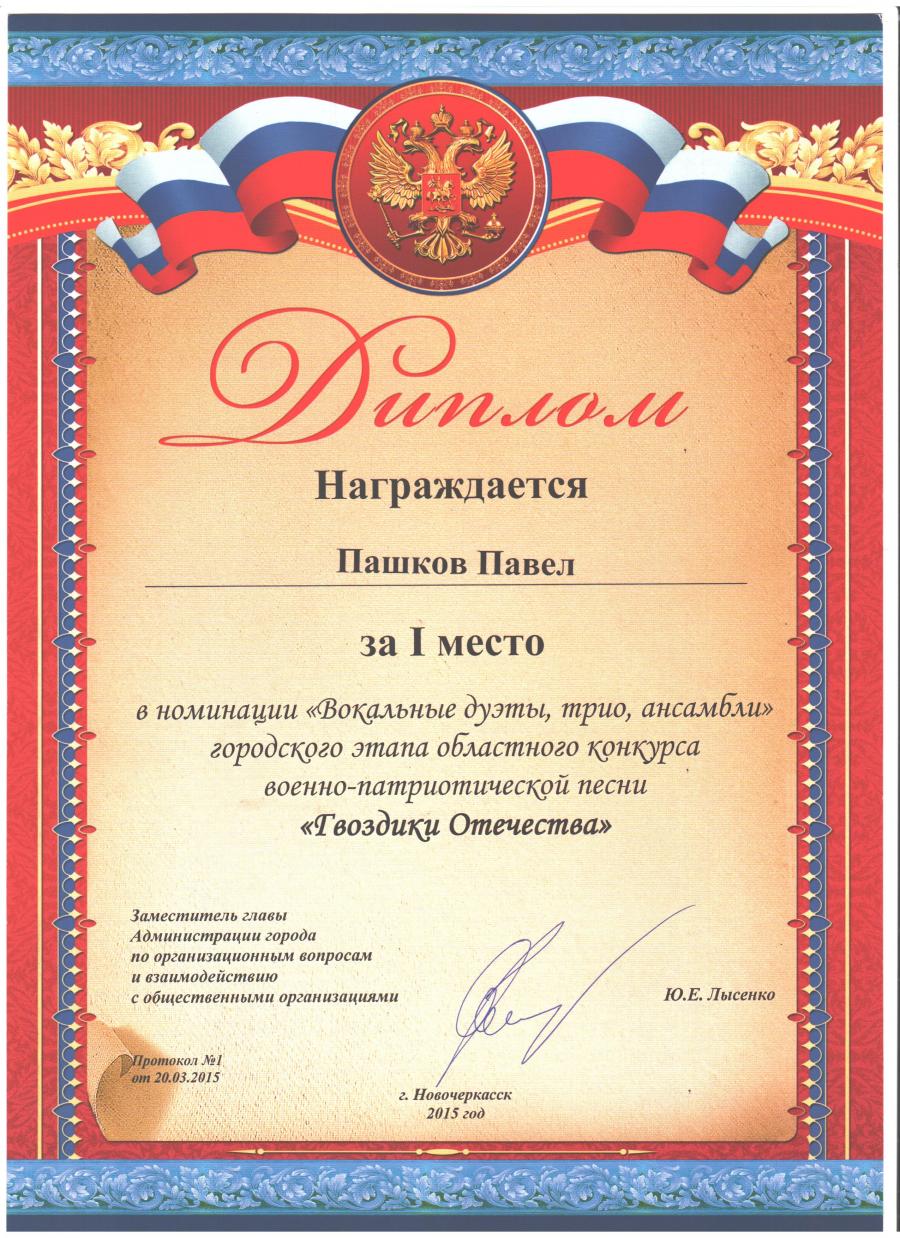 Диплом
Награждается
Пашков Павел
за I место
в номинации «Вокальные дуэты, трио, ансамбли»
городского этапа областного конкурса
военно-патриотической песни
«Гвоздики Отечества»
Заместитель главы
Администрации города
по организационным вопросам
и взаимодействию
с общественными организациями
Ю.Е. Лысенко
Протокол №1
от 20.03.2015
г. Новочеркасск
2015 год